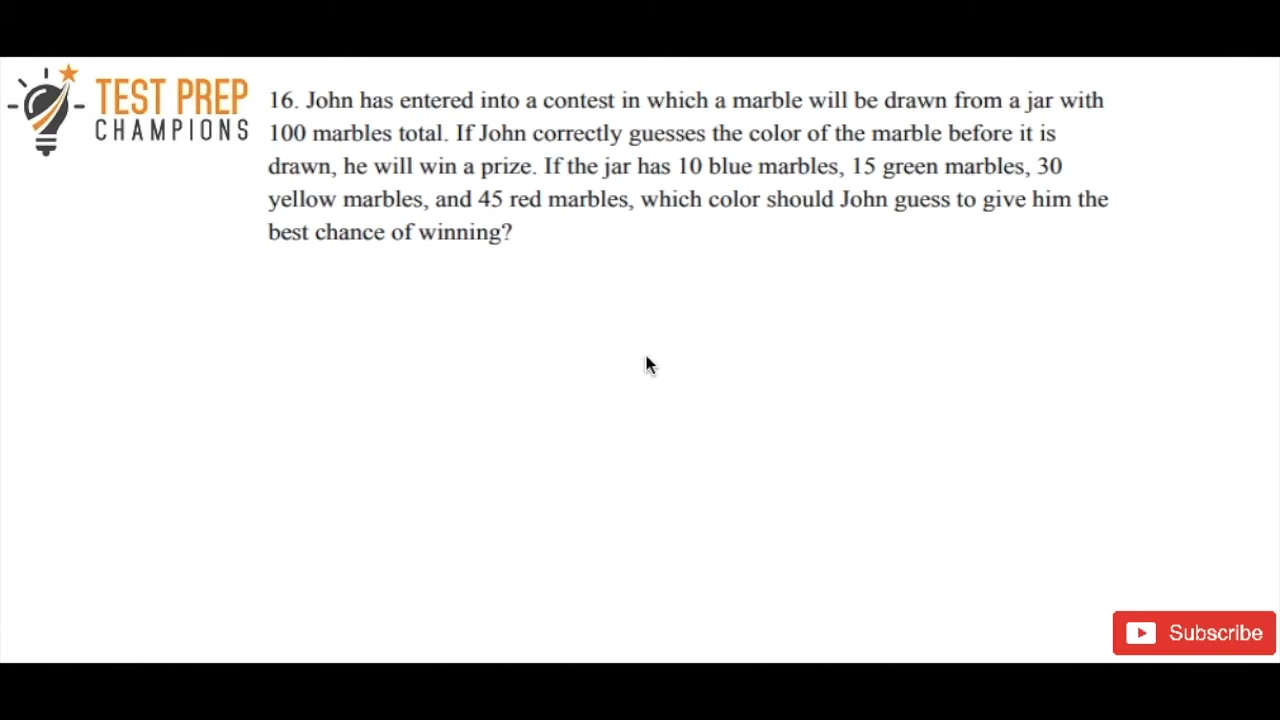 TEST PREP
CHAMPIONS
16. John has entered into a contest in which a marble will be drawn from a jar with
100 marbles total. If John correctly guesses the color of the marble before it is
drawn, he will win a prize. If the jar has 10 blue marbles, 15 green marbles, 30
yellow marbles, and 45 red marbles, which color should John guess to give him the
best chance of winning?
Subscribe